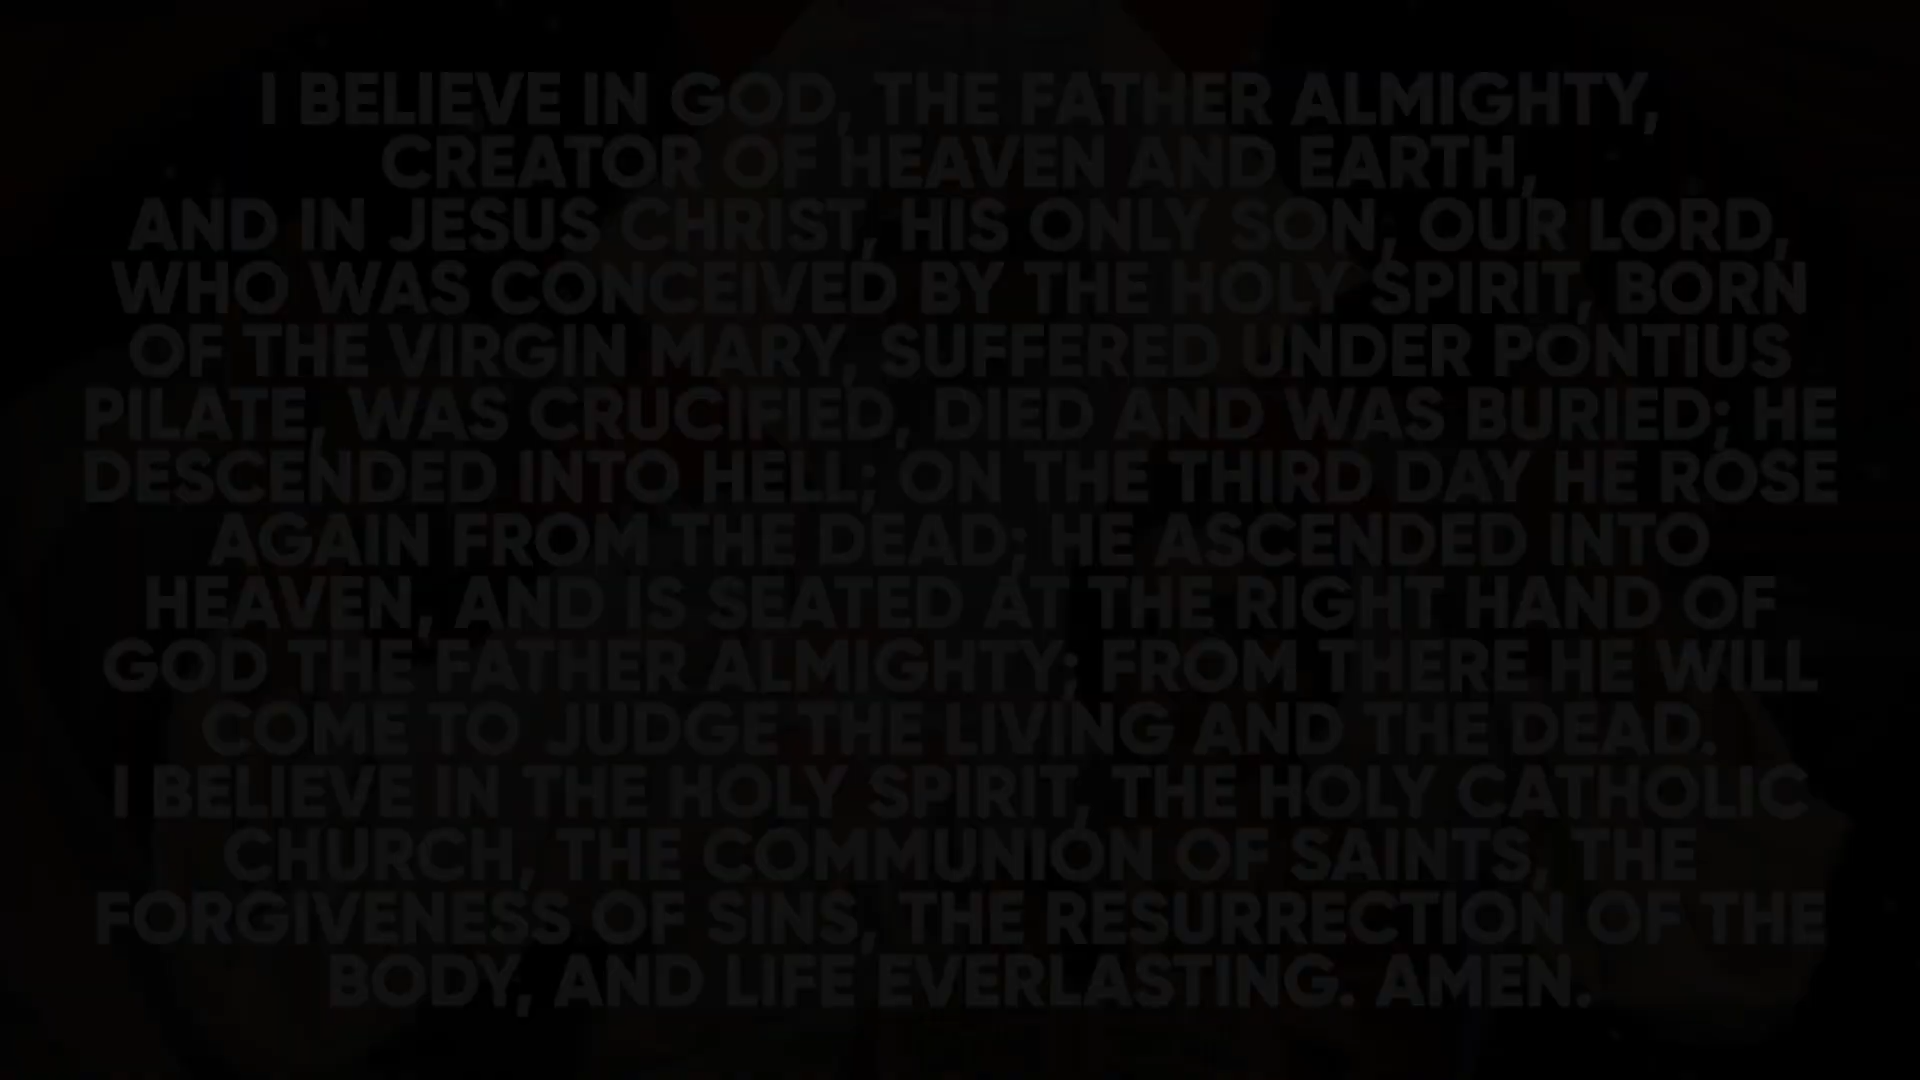 I BELIEVE IN GOD, THE FATHER ALMIGHTY,
CREATOR OF HEAVEN AND EARTH,
AND IN JESUS CHRIST, HIS ONLY SON, OUR LORD,
WHO WAS CONCEIVED BY THE HOLY SPIRIT, BORN
OF THE VIRGIN MARY, SUFFERED UNDER PONTIUS
PILATE, WAS CRUCIFIED, DIED AND WAS BURIED; HE
DESCENDED INTO HELL; ON THE THIRD DAY HE ROSE
AGAIN FROM THE DEAD; HE ASCENDED INTO
HEAVEN, AND IS SEATED AT THE RIGHT HAND OF
GOD THE FATHER ALMIGHTY; FROM THERE HE WILL
COME TO JUDGE THE LIVING AND THE DEAD.
I BELIEVE IN THE HOLY SPIRIT, THE HOLY CATHOLIC
CHURCH, THE COMMUNION OF SAINTS, THE
FORGIVENESS OF SINS, THE RESURRECTION OF THE
BODY, AND LIFE EVERLASTING. AMEN.